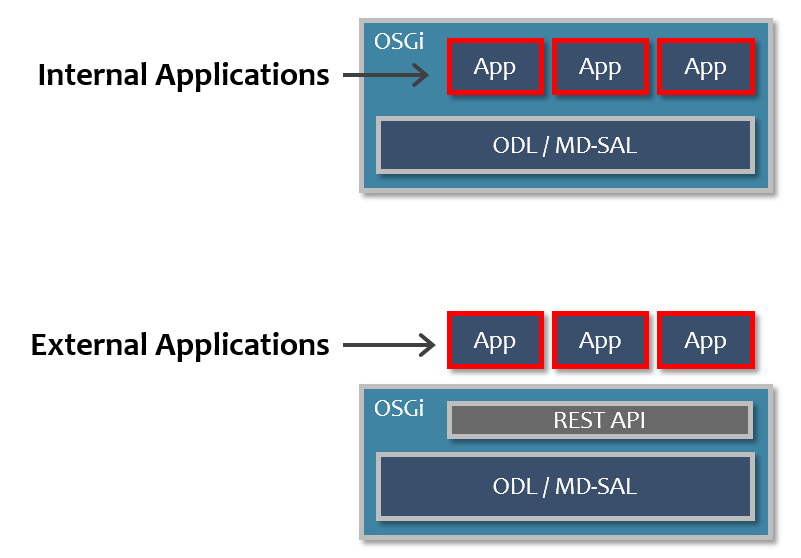 OSGi
Internal Applications
App App App
ODL / MD-SAL
External Applications
App App App
OSGi
REST API
ODL / MD-SAL